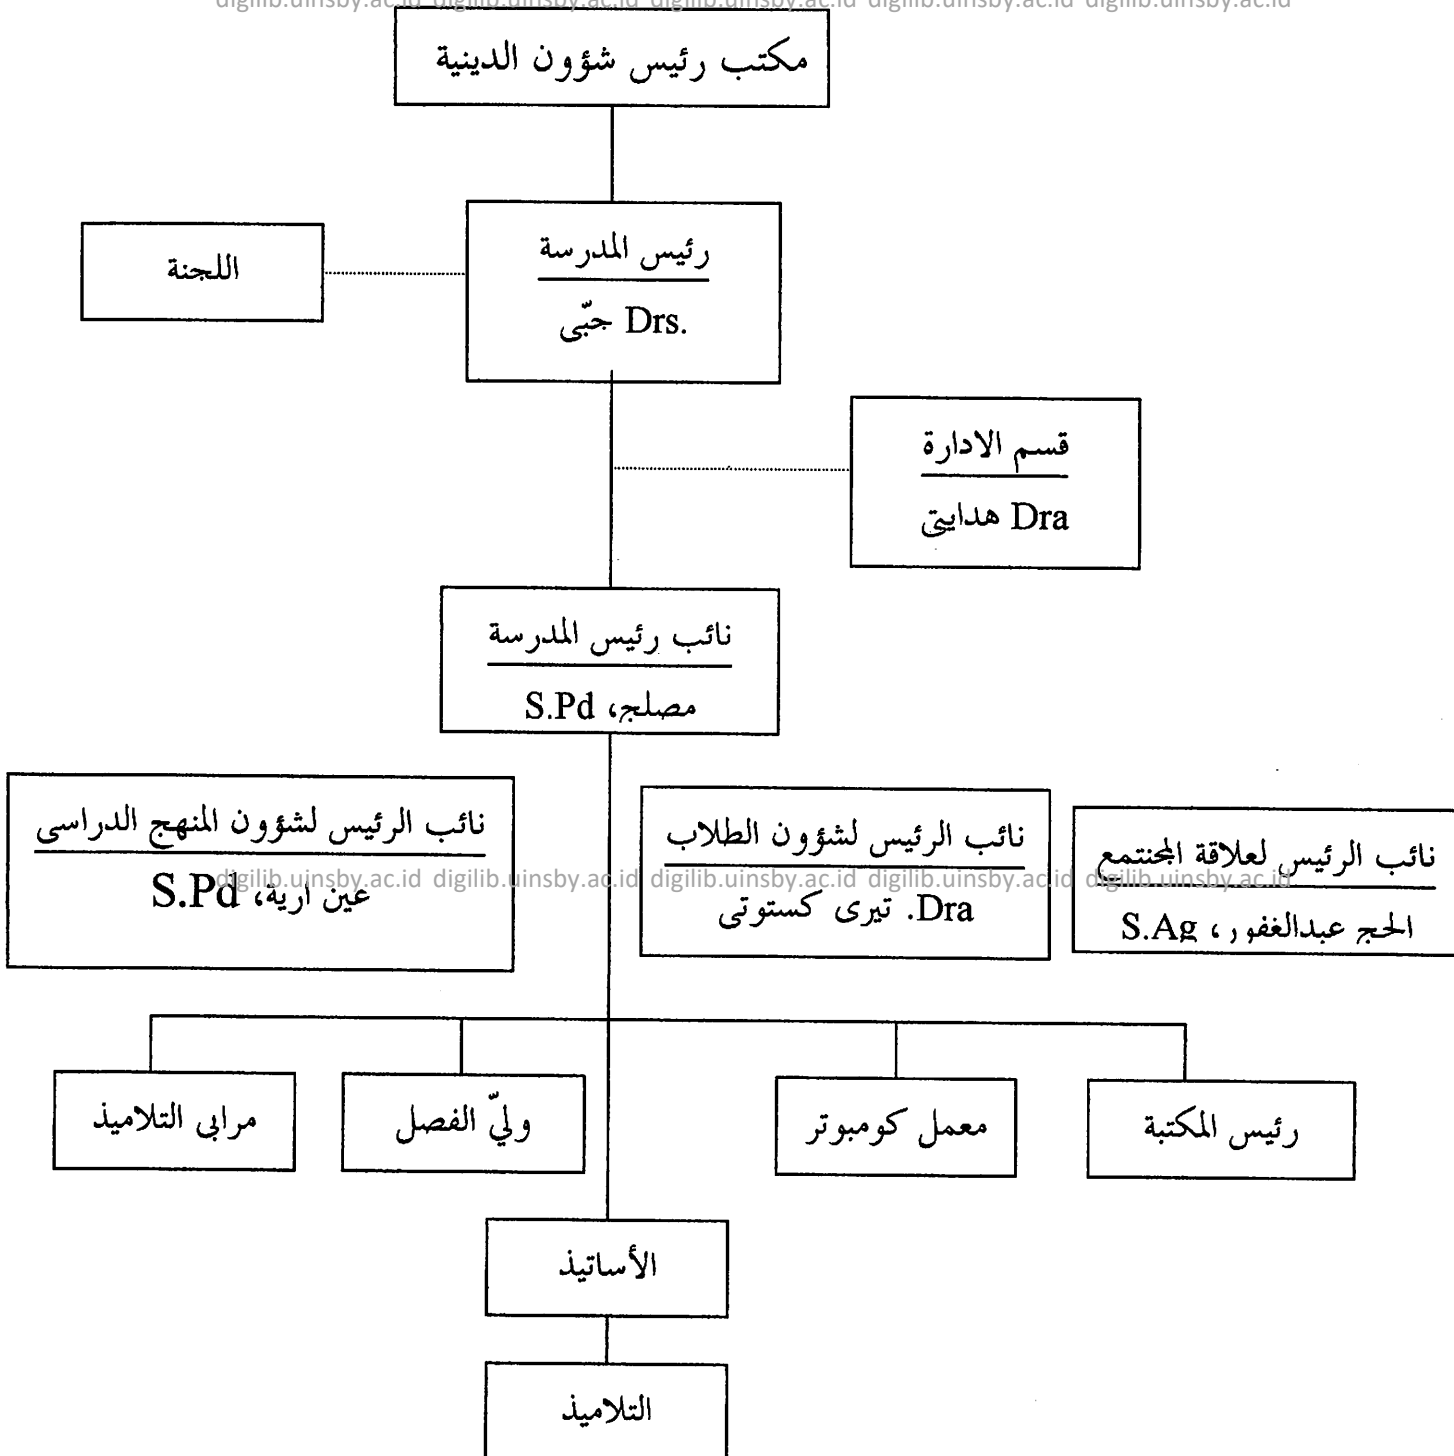 digilib.uinsby.ac.id digilib.uinsby.ac.id digilib.uinsby.ac.id digilib.uinsby.ac.id digilib.uinsby.ac.id
مكتب رئيس شؤون الدينية
رئيس المدرسة
Drs. حبّى
اللجنة
قسم الادارة
Dra هدايتى
نائب رئيس المدرسة
مصلح، S.Pd
نائب الرئيس لعلاقة المجنتمع
الحج عبدالغفور، S.Ag
نائب الرئيس لشؤون الطلاب
Dra. تيرى كستوتى
نائب الرئيس لشؤون المنهج الدراسى
عين ارية، S.Pd
digilib.uinsby.ac.id digilib.uinsby.ac.id digilib.uinsby.ac.id digilib.uinsby.ac.id digilib.uinsby.ac.id
رئيس المكتبة
معمل كومبوتر
وليّ الفصل
مرابى التلاميذ
الأساتيذ
التلاميذ